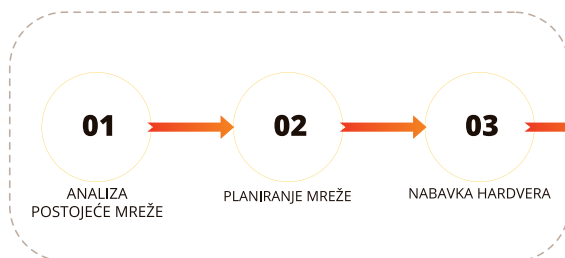 01
02
03
ANALIZA
POSTOJEĆE MREŽE
PLANIRANJE MREŽE
NABAVKA HARDVERA